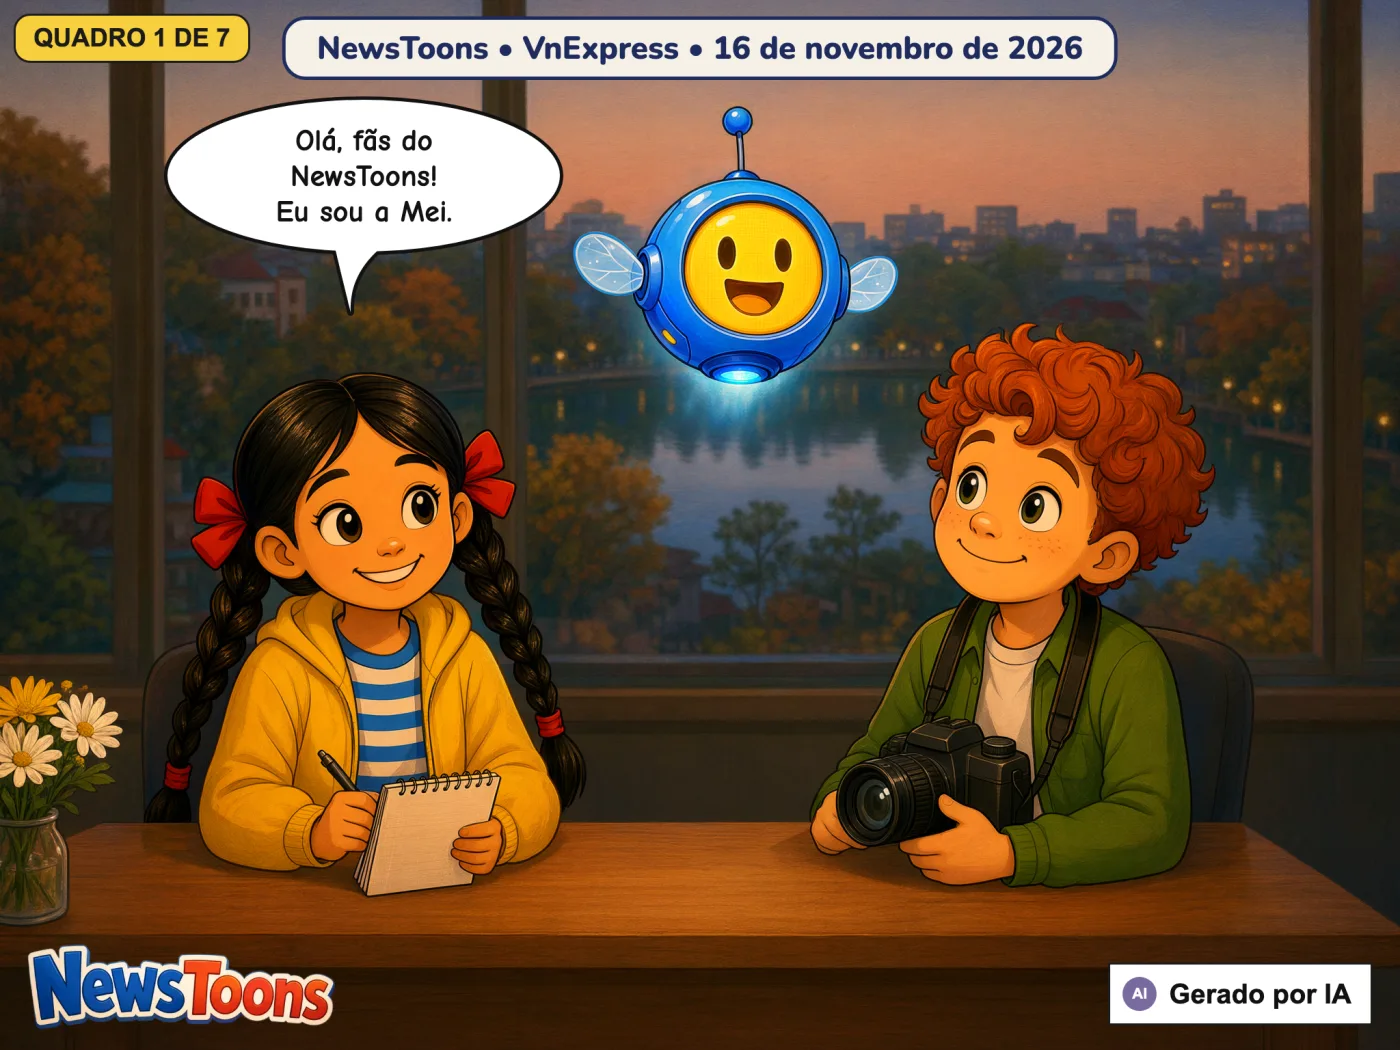 QUADRO 1 DE 7
NewsToons • VnExpress • 16 de novembro de 2026
Olá, fãs do
NewsToons!
Eu sou a Mei.
NewsToons
AI Gerado por IA